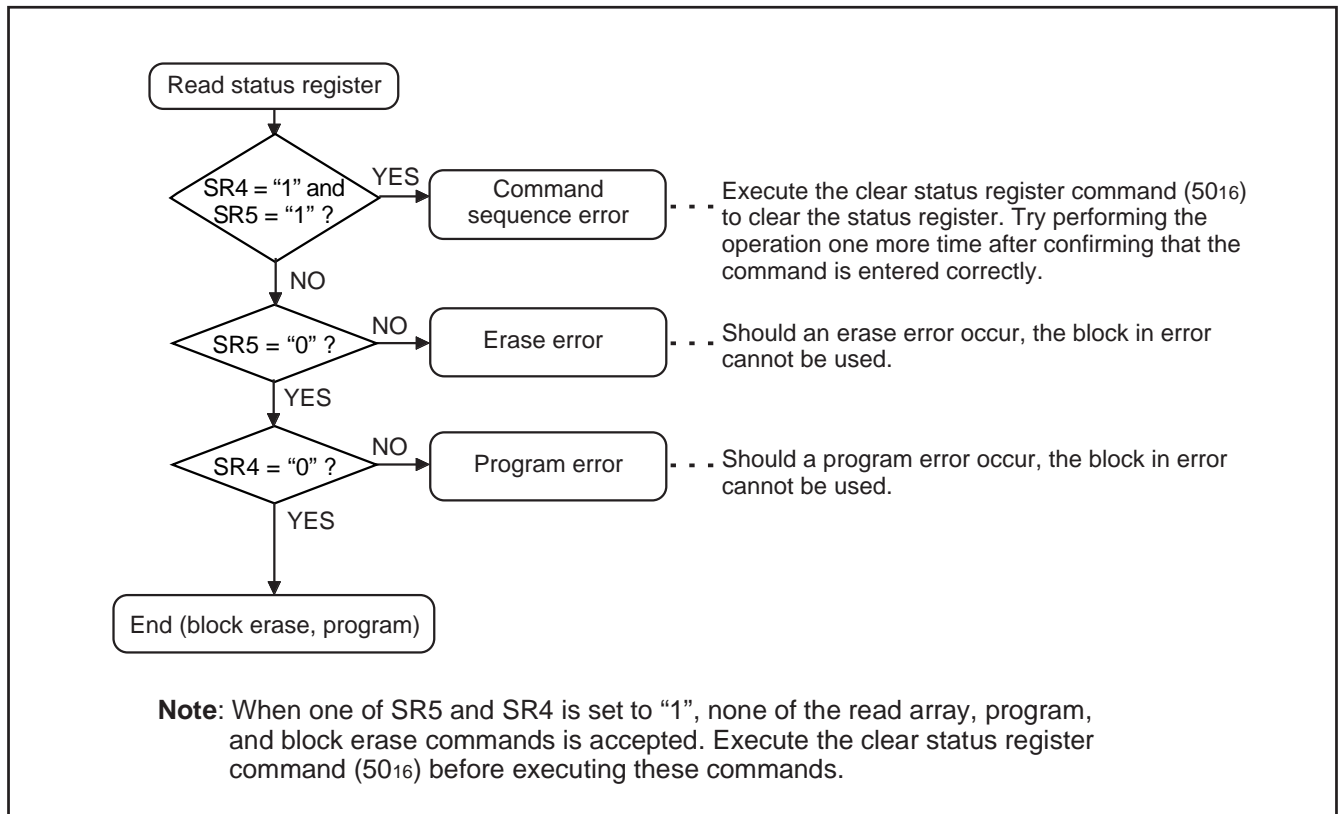 Read status register
SR4 = “1” and
SR5 = “1” ?
YES
Command
sequence error
Execute the clear status register command (5016)
to clear the status register. Try performing the
operation one more time after confirming that the
command is entered correctly.
NO
SR5 = “0” ?
NO
Erase error
Should an erase error occur, the block in error
cannot be used.
YES
SR4 = “0” ?
NO
Program error
Should a program error occur, the block in error
cannot be used.
YES
End (block erase, program)
Note: When one of SR5 and SR4 is set to “1”, none of the read array, program,
and block erase commands is accepted. Execute the clear status register
command (5016) before executing these commands.